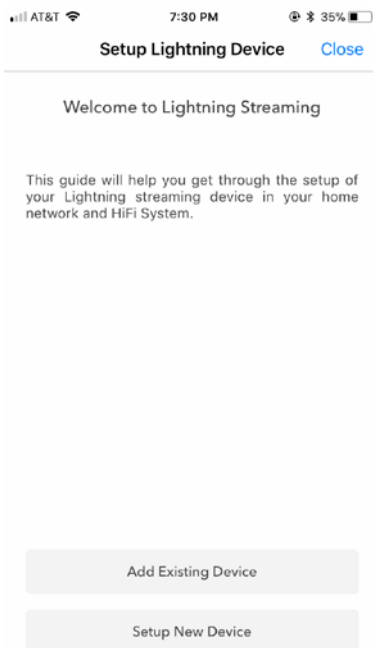 AT&T 7:30 PM 35%
Setup Lightning Device Close
Welcome to Lightning Streaming
This guide will help you get through the setup of
your Lightning streaming device in your home
network and HiFi System.
Add Existing Device
Setup New Device